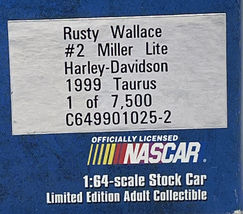 Rusty Wallace
#2 Miller Lite
Harley-Davidson
1999 Taurus
1 of 7,500
C649901025-2
OFFICIALLY LICENSED
NASCAR
1:64-scale Stock Car
Limited Edition Adult Collectible